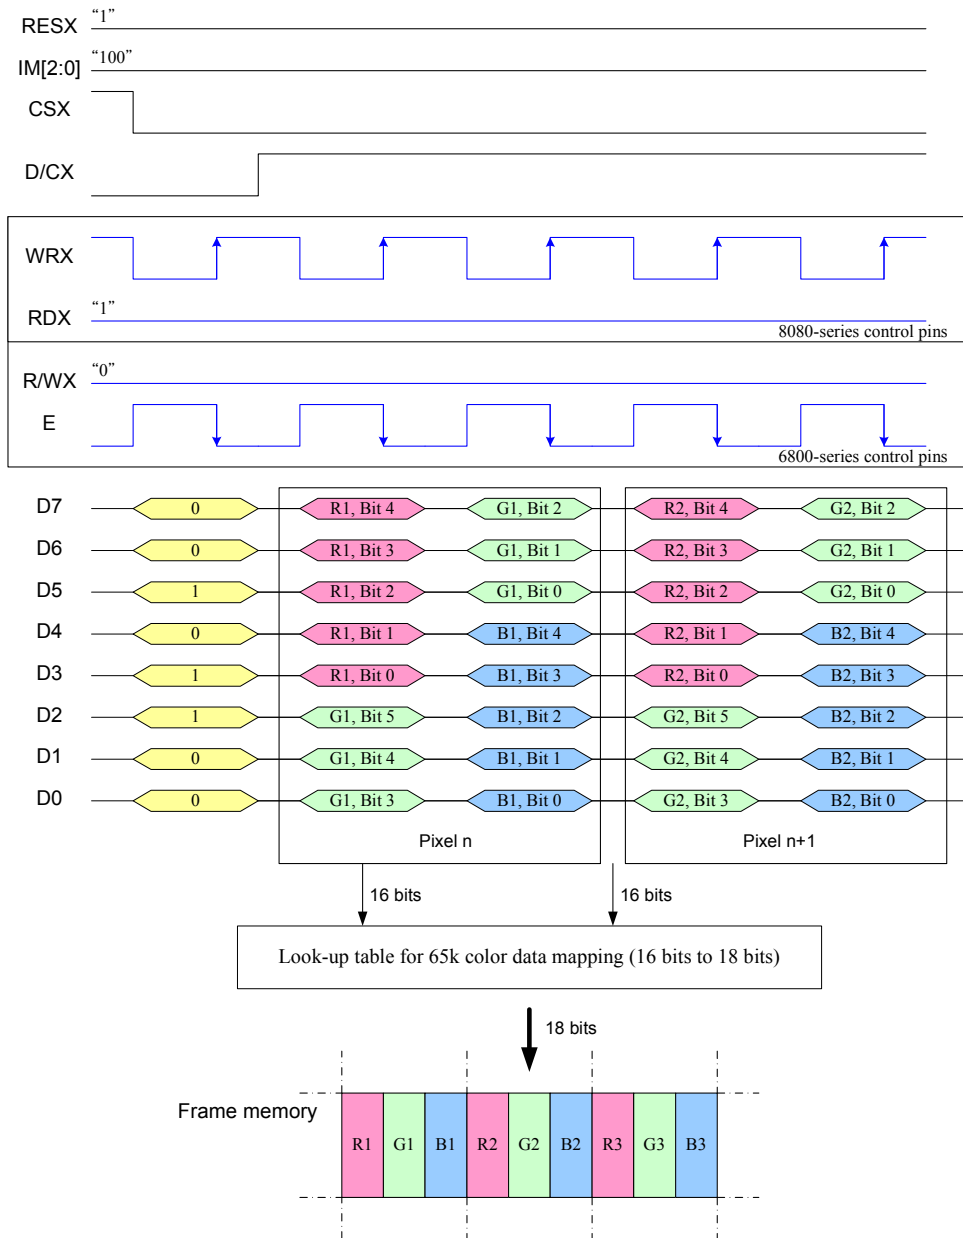 RESX “1”
IM[2:0] “100”
CSX
D/CX
WRX
RDX “1”
8080-series control pins
R/WX “0”
E
6800-series control pins
D7 0 R1, Bit 4 G1, Bit 2 R2, Bit 4 G2, Bit 2
D6 0 R1, Bit 3 G1, Bit 1 R2, Bit 3 G2, Bit 1
D5 1 R1, Bit 2 G1, Bit 0 R2, Bit 2 G2, Bit 0
D4 0 R1, Bit 1 B1, Bit 4 R2, Bit 1 B2, Bit 4
D3 1 R1, Bit 0 B1, Bit 3 R2, Bit 0 B2, Bit 3
D2 1 G1, Bit 5 B1, Bit 2 G2, Bit 5 B2, Bit 2
D1 0 G1, Bit 4 B1, Bit 1 G2, Bit 4 B2, Bit 1
D0 0 G1, Bit 3 B1, Bit 0 G2, Bit 3 B2, Bit 0
Pixel n Pixel n+1
16 bits 16 bits
Look-up table for 65k color data mapping (16 bits to 18 bits)
18 bits
Frame memory
R1 G1 B1 R2 G2 B2 R3 G3 B3